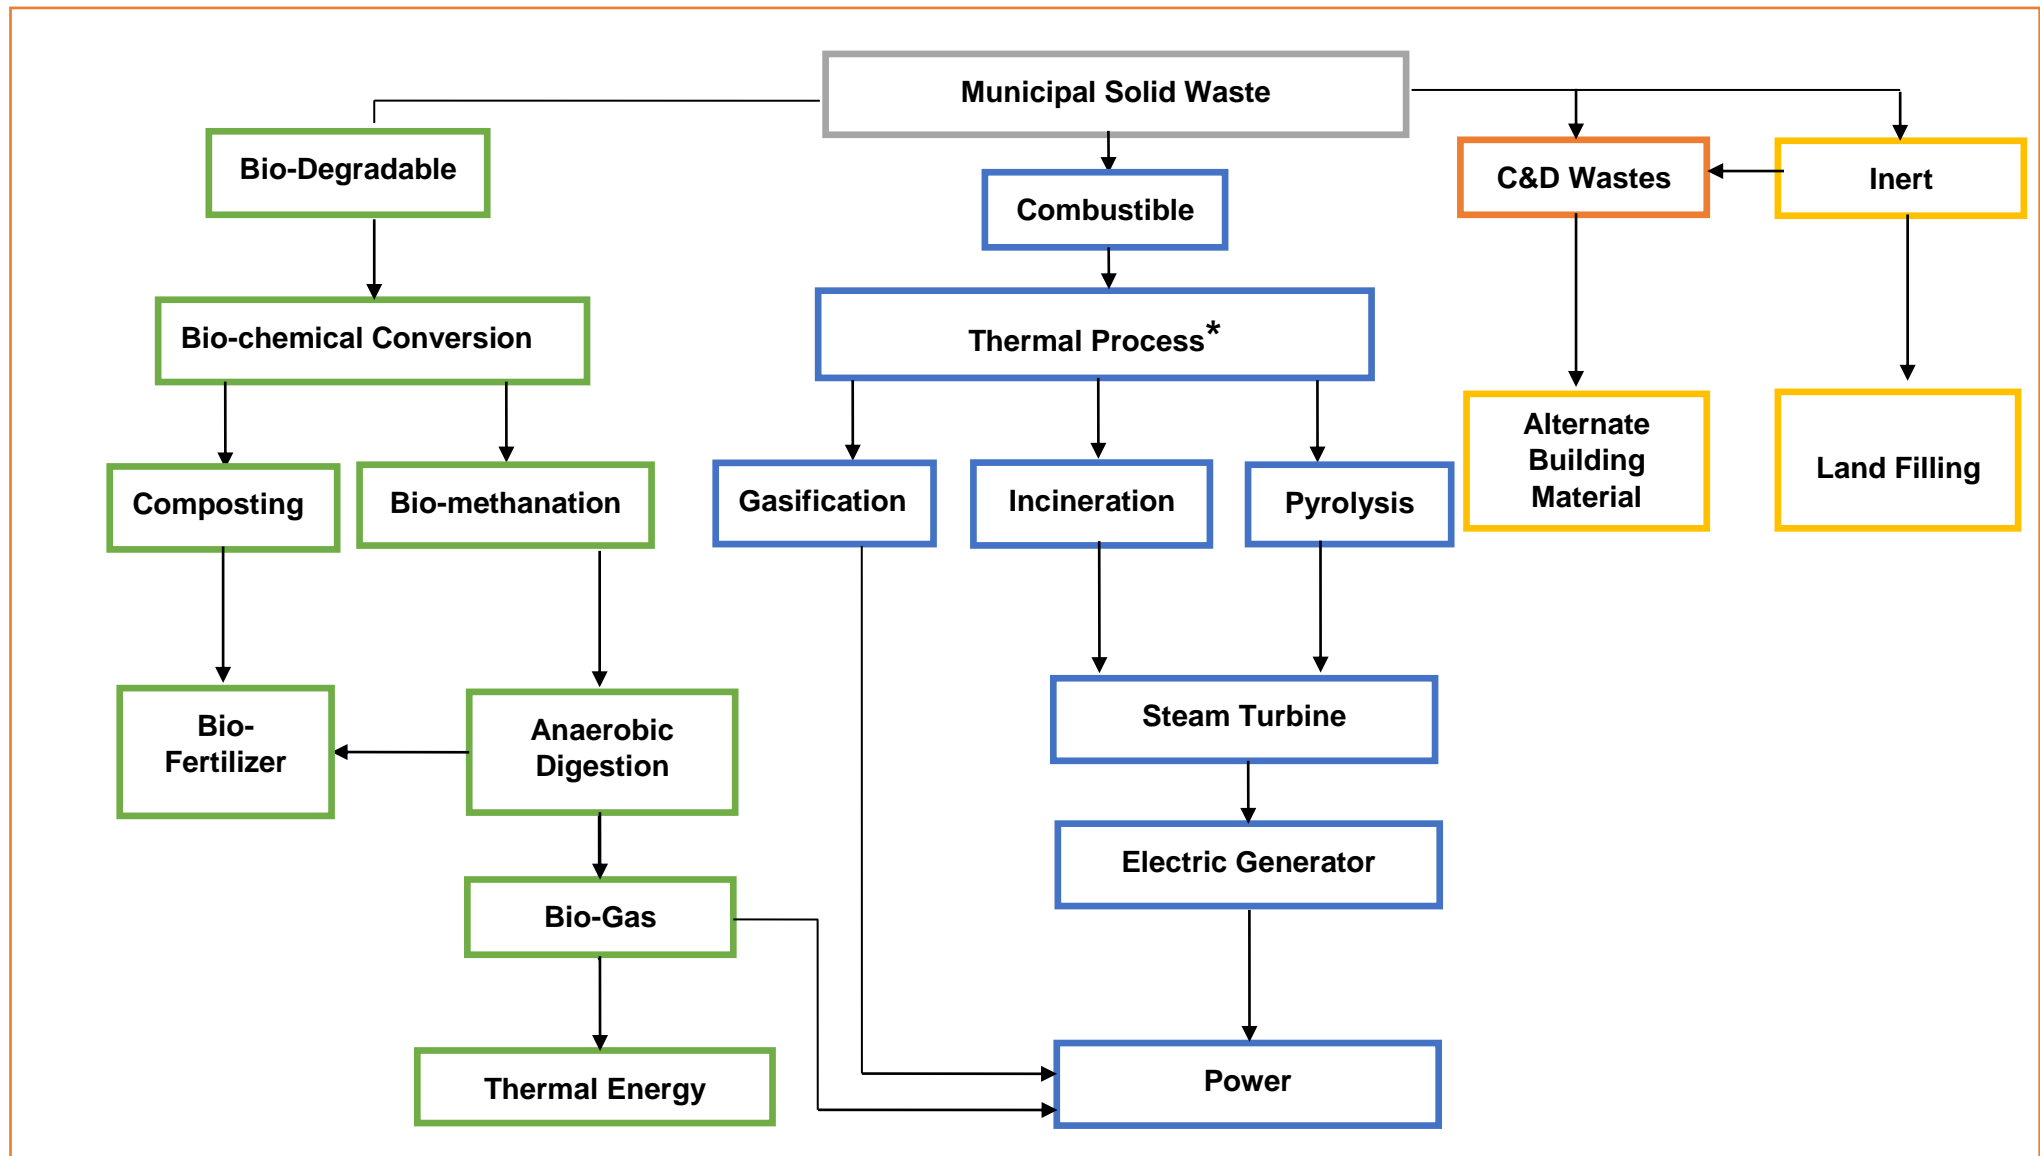 Municipal Solid Waste
Bio-Degradable
Combustible
C&D Wastes
Inert
Bio-chemical Conversion
Thermal Process*
Composting
Bio-methanation
Gasification
Incineration
Pyrolysis
Alternate
Building
Material
Land Filling
Bio-
Fertilizer
Anaerobic
Digestion
Steam Turbine
Electric Generator
Bio-Gas
Thermal Energy
Power